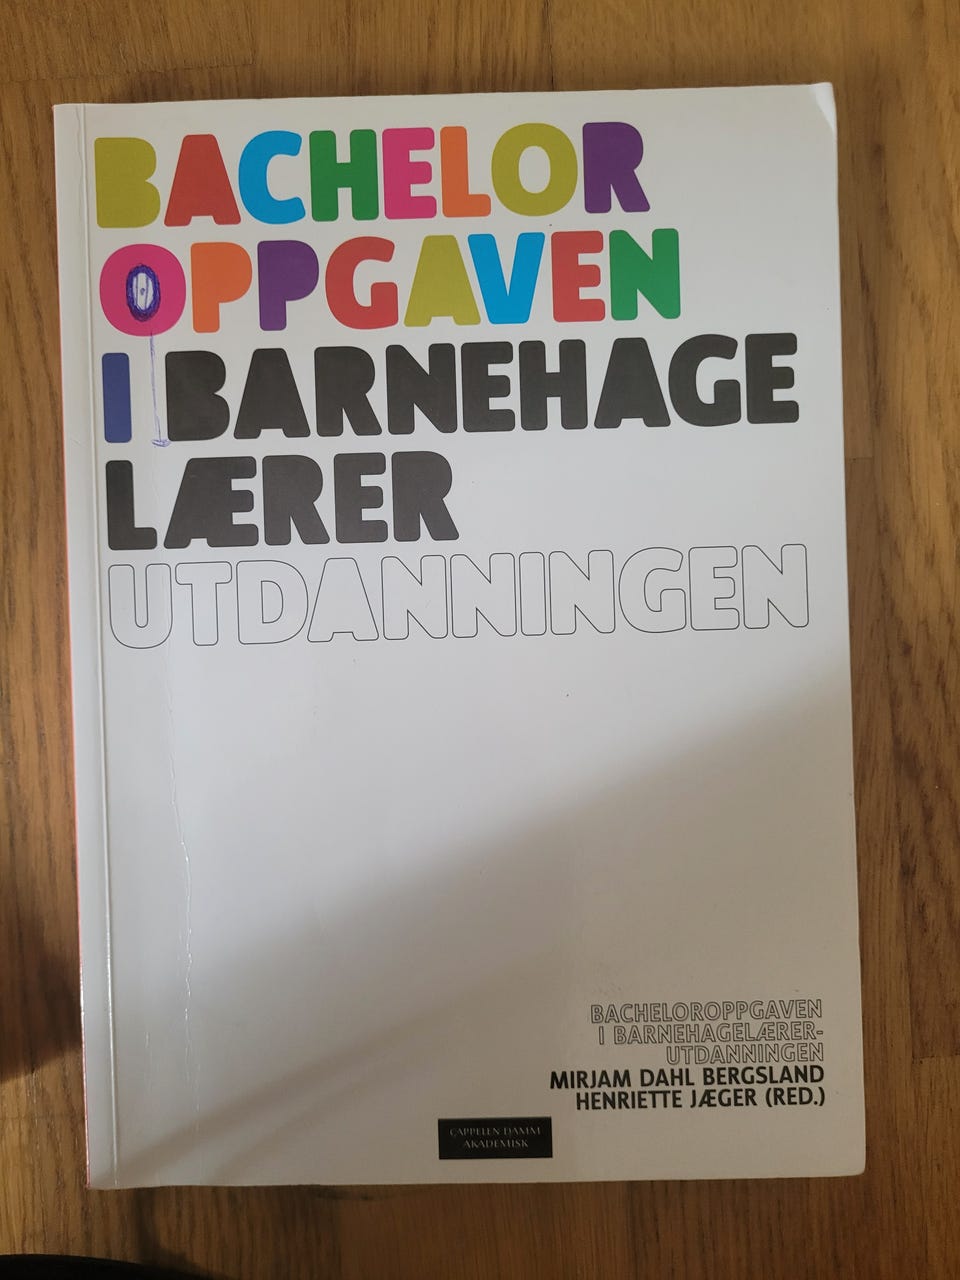 BACHELOR
OPPGAVEN
I BARNEHAGE
LÆRER
UTDANNINGEN
BACHELOROPPGAVEN
I BARNEHAGELÆRER-
UTDANNINGEN
MIRJAM DAHL BERGSLAND
HENRIETTE JÆGER (RED.)
CAPPELEN DAMM
AKADEMISK